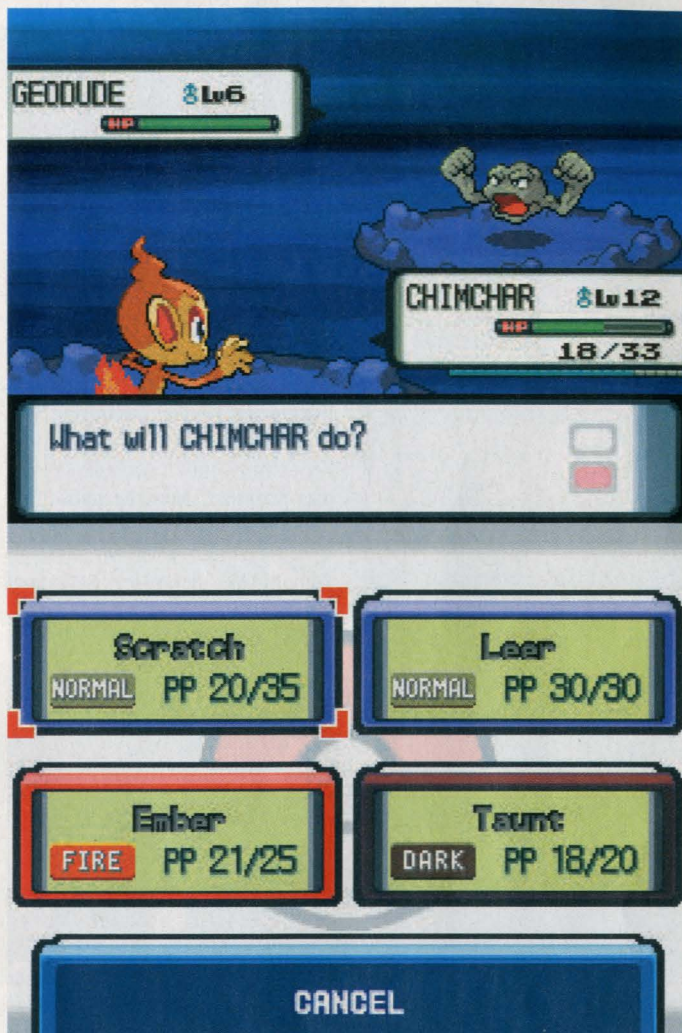 GEODUDE ♂Lv6
HP
CHIMCHAR ♂Lv12
HP
18/33
What will CHIMCHAR do?
Scratch
NORMAL PP 20/35
Leer
NORMAL PP 30/30
Ember
FIRE PP 21/25
Taunt
DARK PP 18/20
CANCEL